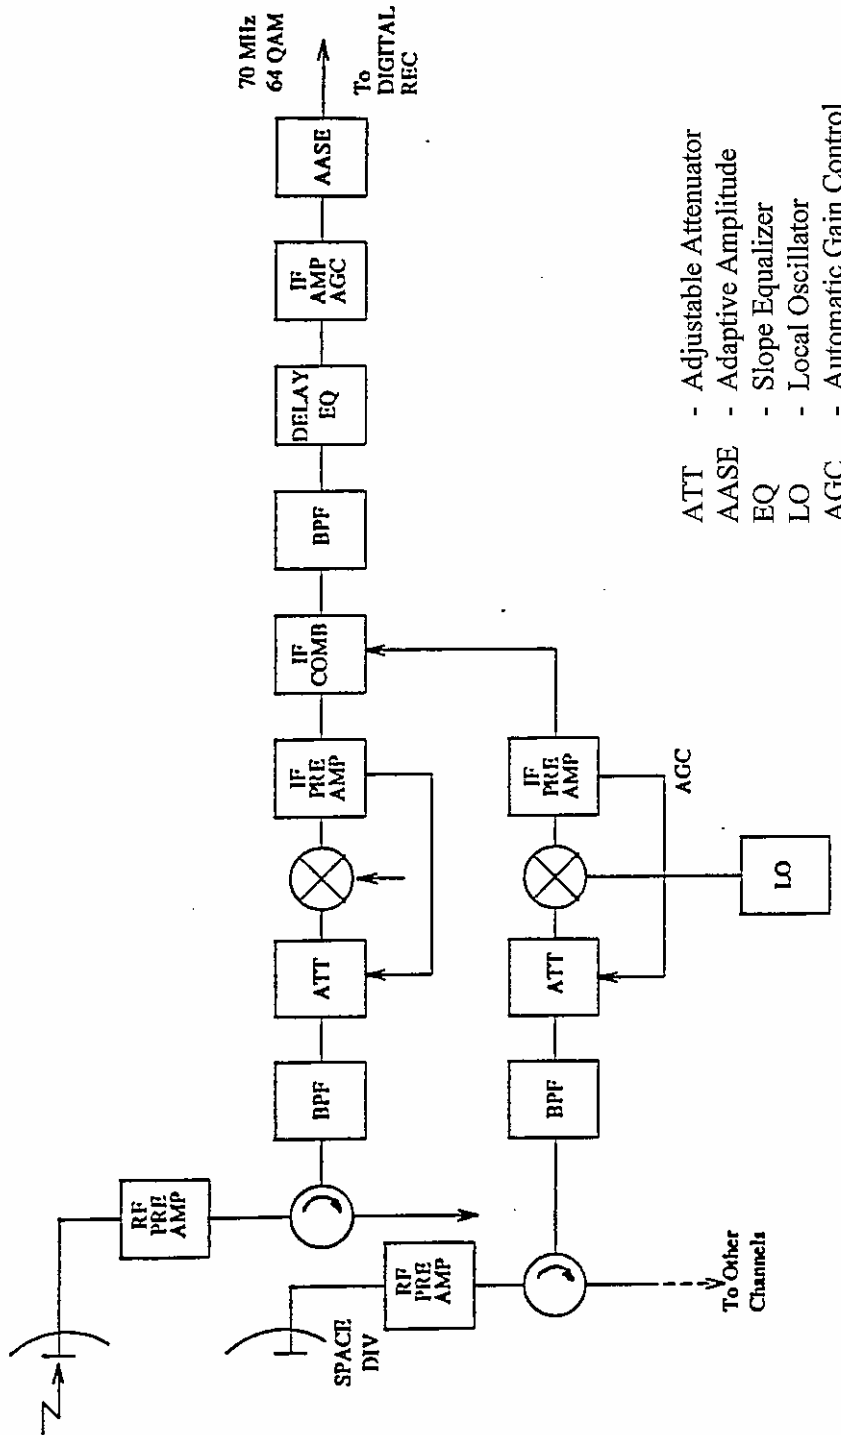 RF
PRE
AMP
BPF
ATT
IF
PRE
AMP
IF
COMB
BPF
DELAY
EQ
IF
AMP
AGC
AASE
70 MHz
64 QAM
To
DIGITAL
REC
SPACE
DIV
RF
PRE
AMP
BPF
ATT
IF
PRE
AMP
AGC
LO
To Other
Channels
ATT - Adjustable Attenuator
AASE - Adaptive Amplitude
EQ - Slope Equalizer
LO - Local Oscillator
AGC - Automatic Gain Control